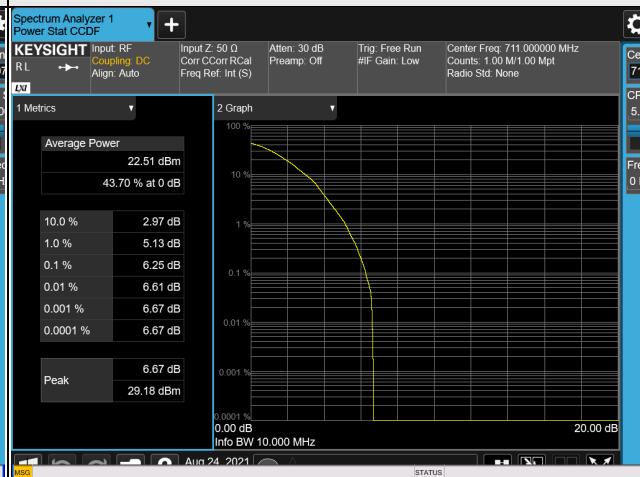 Spectrum Analyzer 1
Power Stat CCDF
+
KEYSIGHT
RL
LXI
Input: RF
Coupling: DC
Align: Auto
Input Z: 50 Ω
Corr CCorr RCal
Freq Ref: Int (S)
Atten: 30 dB
Preamp: Off
Trig: Free Run
#IF Gain: Low
Center Freq: 711.000000 MHz
Counts: 1.00 M/1.00 Mpt
Radio Std: None
1 Metrics
Average Power
22.51 dBm
43.70 % at 0 dB
10.0 % 2.97 dB
1.0 % 5.13 dB
0.1 % 6.25 dB
0.01 % 6.61 dB
0.001 % 6.67 dB
0.0001 % 6.67 dB
Peak
6.67 dB
29.18 dBm
2 Graph
100 %
10 %
1 %
0.1 %
0.01 %
0.001 %
0.0001 %
0.00 dB 20.00 dB
Info BW 10.000 MHz
Aug 24, 2021
MSG STATUS